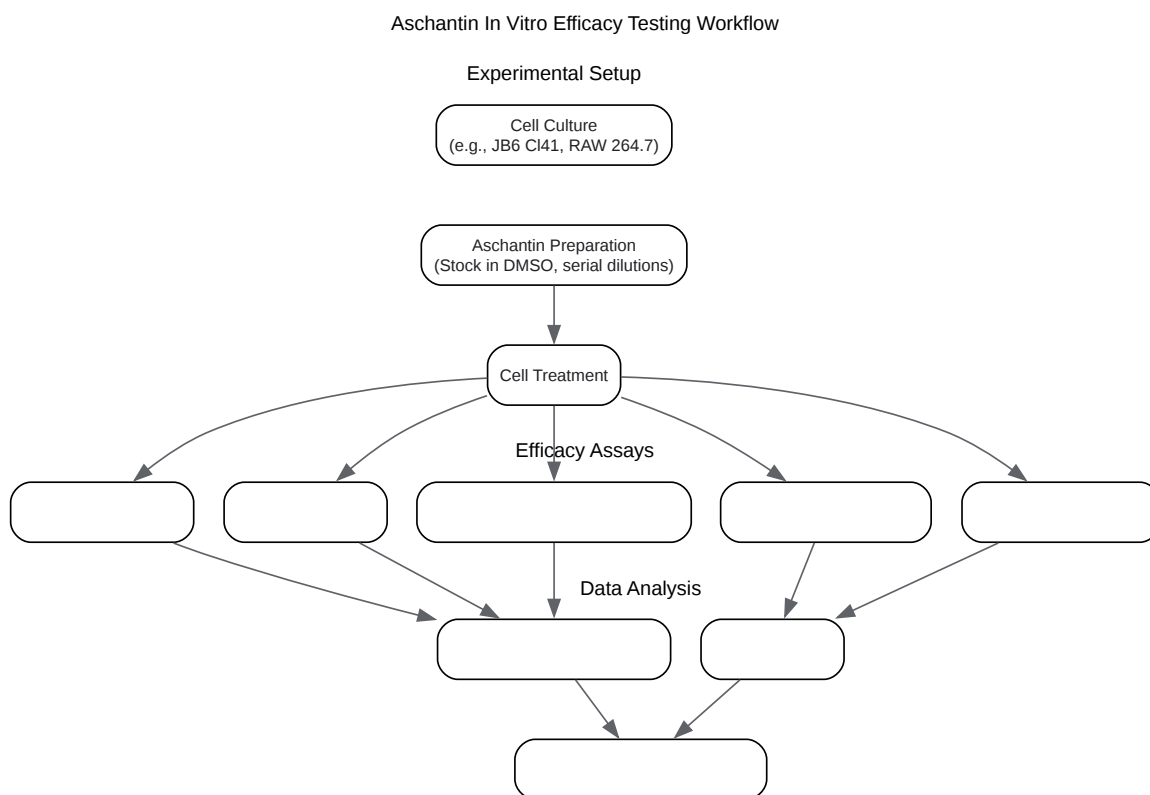 Aschantin In Vitro Efficacy Testing Workflow
Experimental Setup
Cell Culture
(e.g., JB6 Cl41, RAW 264.7)
Aschantin Preparation
(Stock in DMSO, serial dilutions)
Cell Treatment
Efficacy Assays
Data Analysis